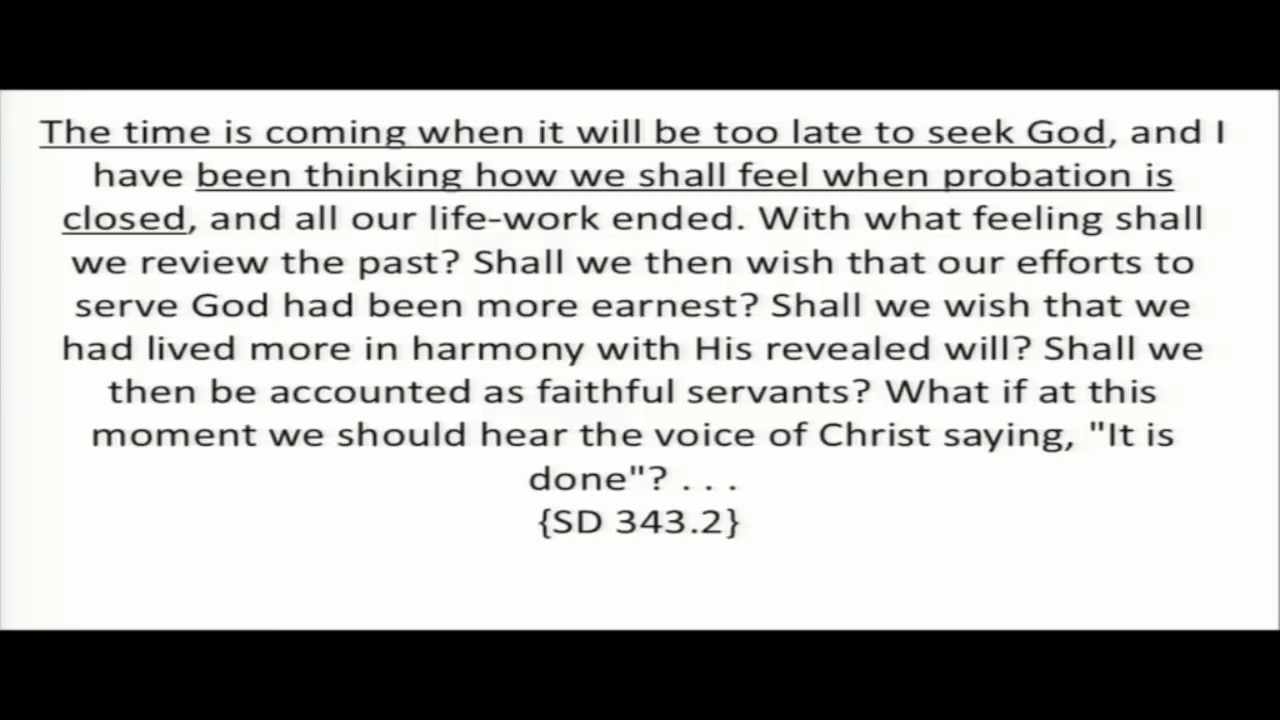 The time is coming when it will be too late to seek God, and I
have been thinking how we shall feel when probation is
closed, and all our life-work ended. With what feeling shall
we review the past? Shall we then wish that our efforts to
serve God had been more earnest? Shall we wish that we
had lived more in harmony with His revealed will? Shall we
then be accounted as faithful servants? What if at this
moment we should hear the voice of Christ saying, "It is
done"? . . .
{SD 343.2}